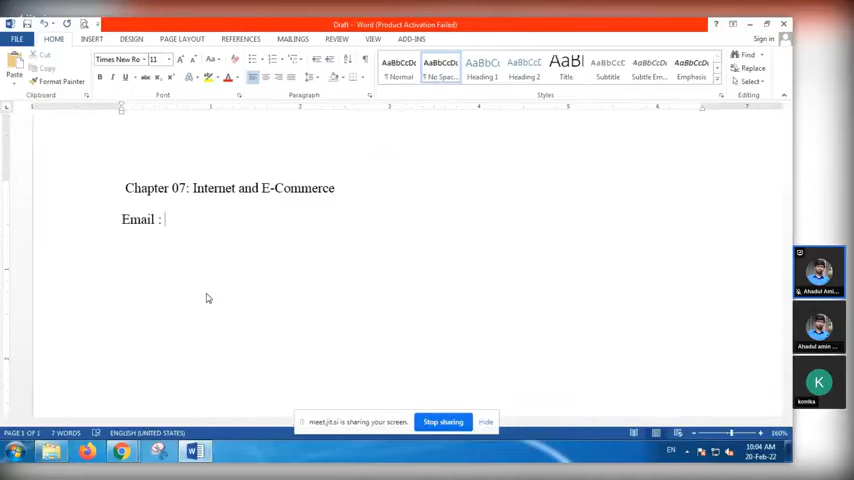 Draft - Word (Product Activation Failed)
FILE HOME INSERT DESIGN PAGE LAYOUT REFERENCES MAILINGS REVIEW VIEW ADD-INS Sign in
Paste
Cut
Copy
Format Painter
Times New Ro 11
AaBbCcDc AaBbCcDc AaBbCc AaBbCc AaBl AaBbCcC AaBbCcDc AaBbCcDc
¶ Normal ¶ No Spac... Heading 1 Heading 2 Title Subtitle Subtle Em... Emphasis
Find
Replace
Select
Clipboard Font Paragraph Styles Editing
Chapter 07: Internet and E-Commerce
Email :
Ahadul Ami...
Ahadul amin
K
konika
meet.jit.si is sharing your screen. Stop sharing Hide
PAGE 1 OF 1 7 WORDS ENGLISH (UNITED STATES) 160%
EN 10:04 AM
20-Feb-22